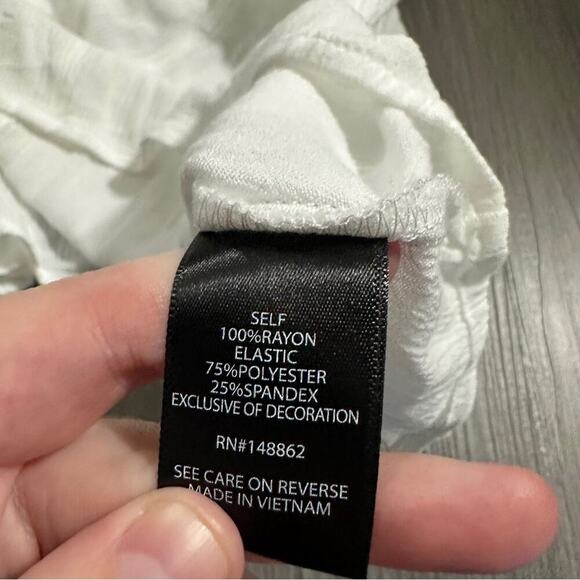 SELF
100%RAYON
ELASTIC
75%POLYESTER
25%SPANDEX
EXCLUSIVE OF DECORATION
RN#148862
SEE CARE ON REVERSE
MADE IN VIETNAM